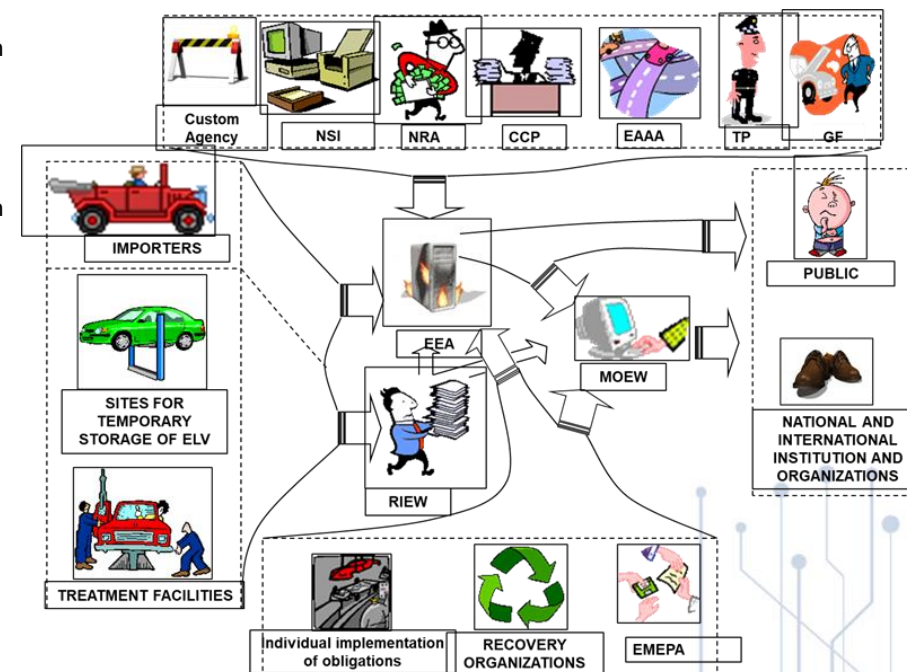 n
Custom
Agency
NSI
NRA
CCP
EAAA
TP
GF
n
IMPORTERS
PUBLIC
EEA
MOEW
SITES FOR
TEMPORARY
STORAGE OF ELV
NATIONAL AND
INTERNATIONAL
INSTITUTION AND
ORGANIZATIONS
RIEW
TREATMENT FACILITIES
Individual implementation
of obligations
RECOVERY
ORGANIZATIONS
EMEPA